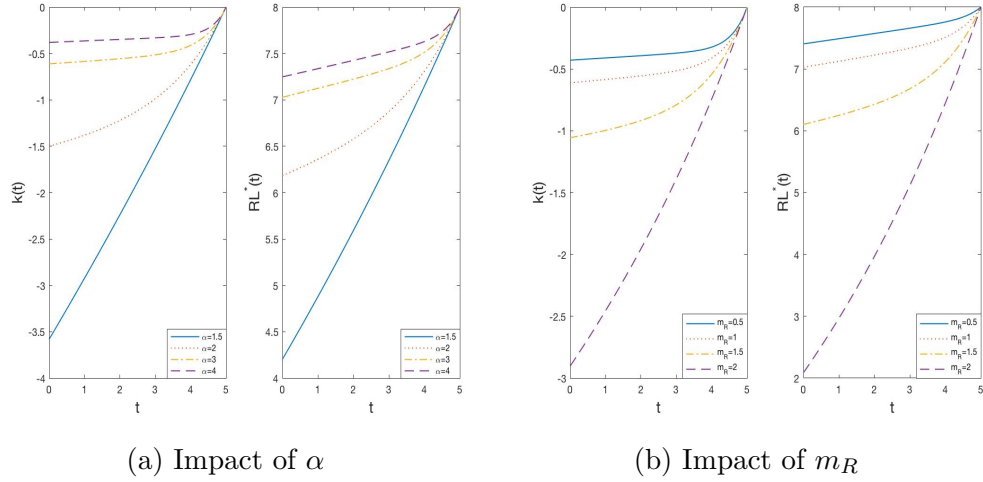 0
-0.5
-1
-1.5
-2
-2.5
-3
-3.5
-4
k(t)
0 1 2 3 4 5
t
α=1.5
α=2
α=3
α=4
8
7.5
7
6.5
6
5.5
5
4.5
4
RL*(t)
0 1 2 3 4 5
t
α=1.5
α=2
α=3
α=4
0
-0.5
-1
-1.5
-2
-2.5
-3
k(t)
0 1 2 3 4 5
t
m_R=0.5
m_R=1
m_R=1.5
m_R=2
8
7
6
5
4
3
2
RL*(t)
0 1 2 3 4 5
t
m_R=0.5
m_R=1
m_R=1.5
m_R=2
(a) Impact of α
(b) Impact of m_R